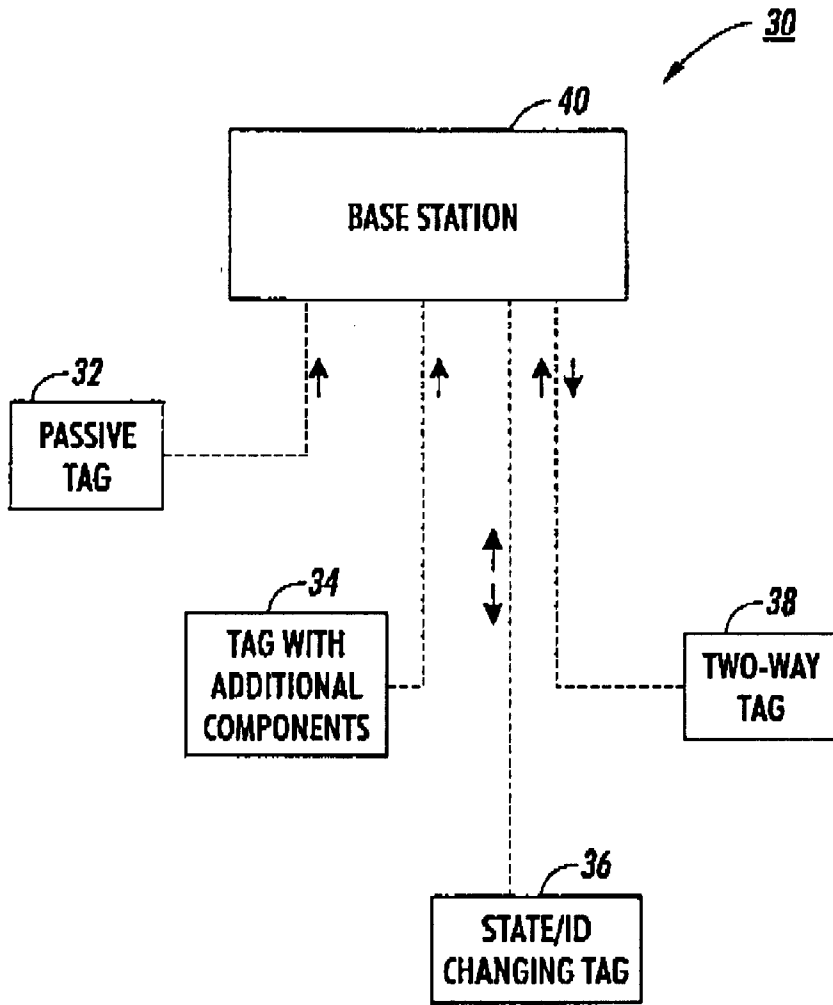 30
40
BASE STATION
32
PASSIVE
TAG
34
TAG WITH
ADDITIONAL
COMPONENTS
38
TWO-WAY
TAG
36
STATE/ID
CHANGING TAG